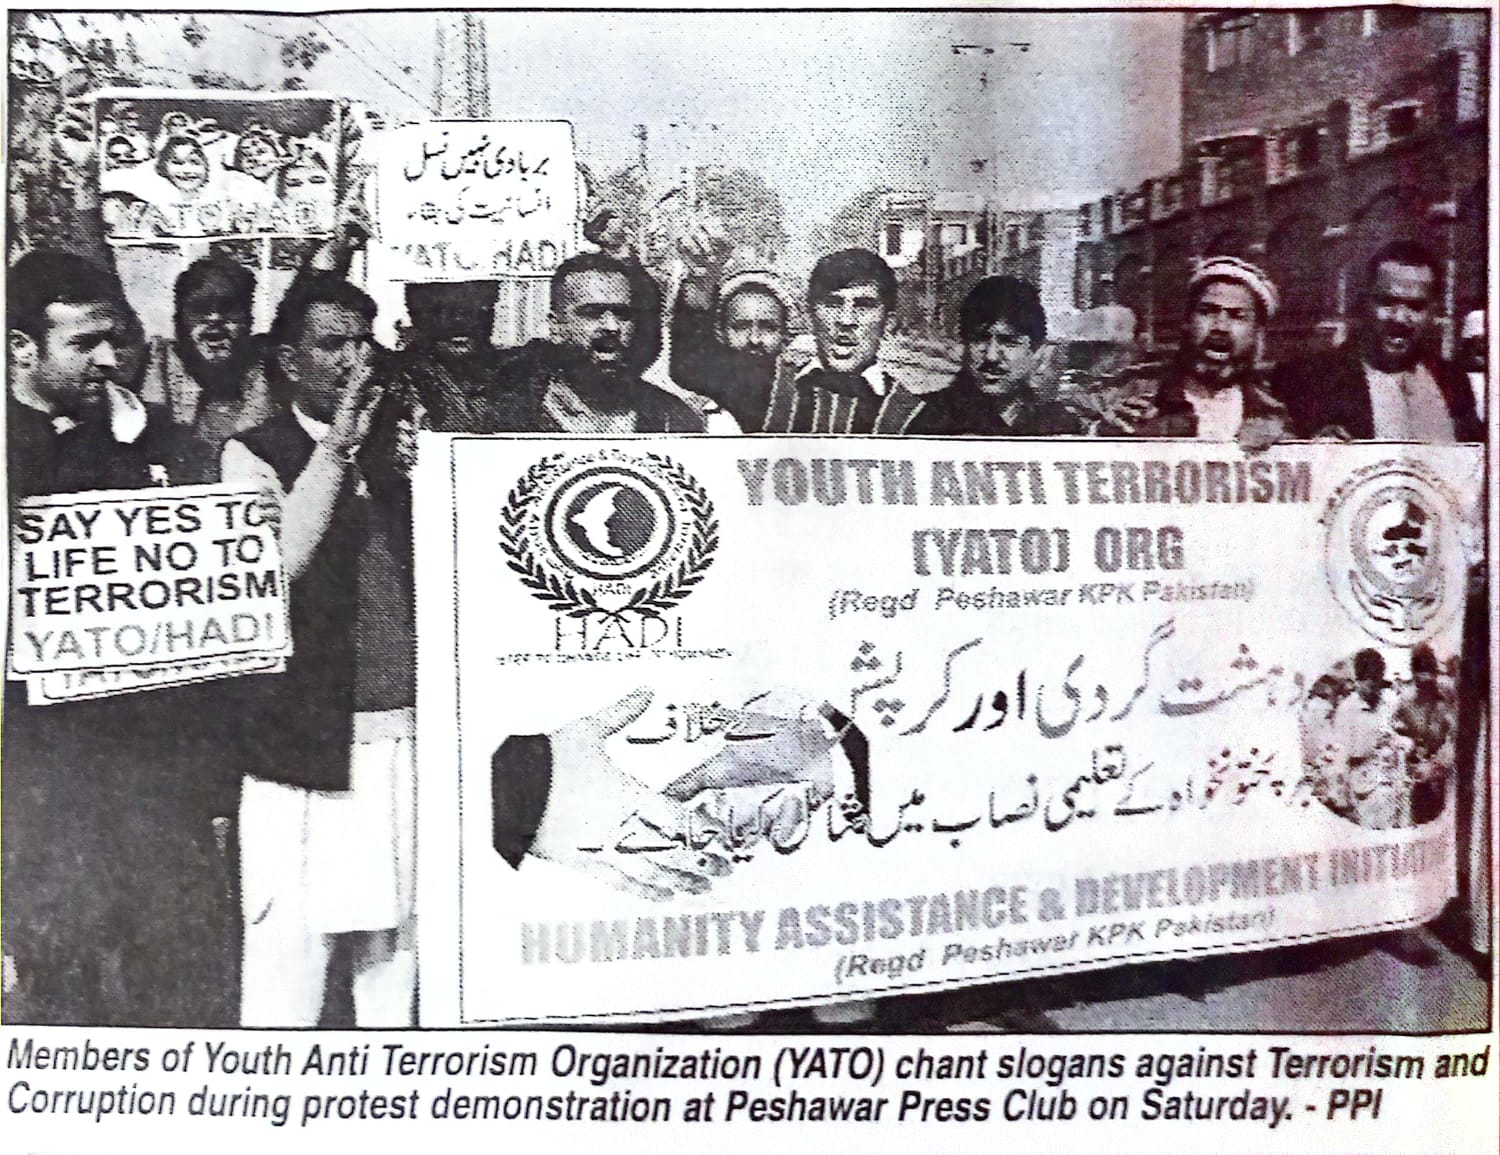 YATO/HADI
بربادی نہیں نسل
انسانیت کی بقاء
YATO HADI
SAY YES TO
LIFE NO TO
TERRORISM
YATO/HADI
HADI
YOUTH ANTI TERRORISM
(YATO) ORG
(Regd Peshawar KPK Pakistan)
دہشت گردی اور کرپشن
کے خلاف
خیبر پختونخواہ کے تعلیمی نصاب میں شامل کیا جائے۔
HUMANITY ASSISTANCE & DEVELOPMENT INITIATI
(Regd Peshawar KPK Pakistan)
Members of Youth Anti Terrorism Organization (YATO) chant slogans against Terrorism and
Corruption during protest demonstration at Peshawar Press Club on Saturday. - PPI